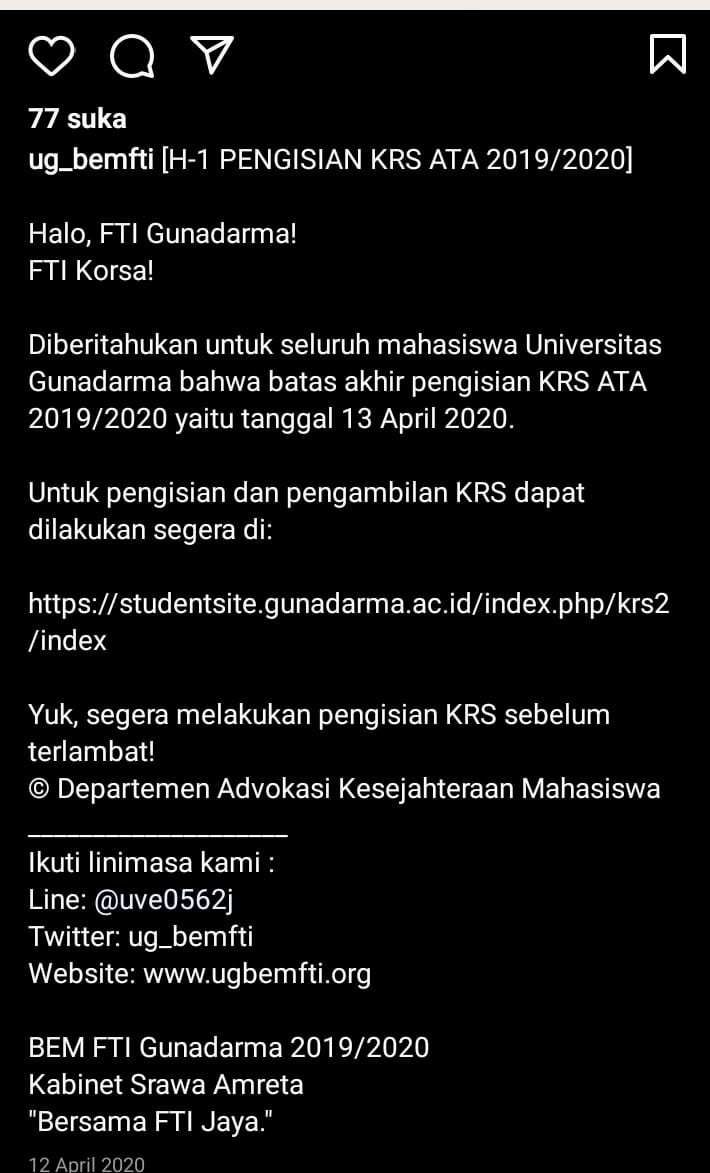 77 suka
ug_bemfti [H-1 PENGISIAN KRS ATA 2019/2020]
Halo, FTI Gunadarma!
FTI Korsa!
Diberitahukan untuk seluruh mahasiswa Universitas
Gunadarma bahwa batas akhir pengisian KRS ATA
2019/2020 yaitu tanggal 13 April 2020.
Untuk pengisian dan pengambilan KRS dapat
dilakukan segera di:
https://studentsite.gunadarma.ac.id/index.php/krs2
/index
Yuk, segera melakukan pengisian KRS sebelum
terlambat!
© Departemen Advokasi Kesejahteraan Mahasiswa
____________________
Ikuti linimasa kami :
Line: @uve0562j
Twitter: ug_bemfti
Website: www.ugbemfti.org
BEM FTI Gunadarma 2019/2020
Kabinet Srawa Amreta
"Bersama FTI Jaya."
12 April 2020